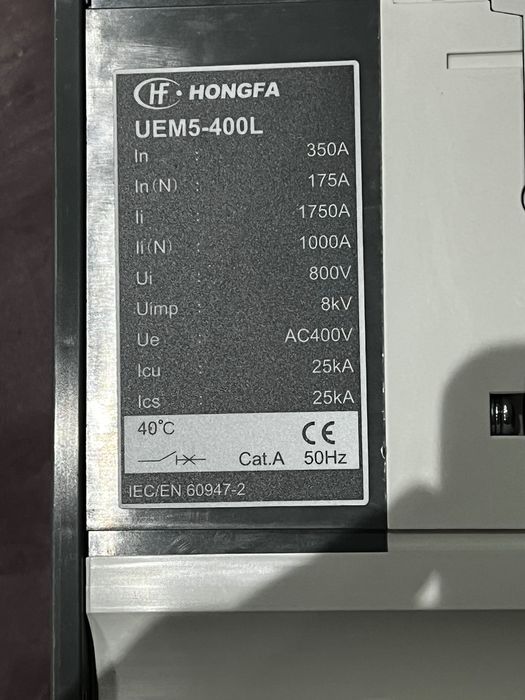 HF HONGFA
UEM5-400L
In : 350A
In(N) : 175A
Ii : 1750A
Ii(N) : 1000A
Ui : 800V
Uimp : 8kV
Ue : AC400V
Icu : 25kA
Ics : 25kA
40°C CE
Cat.A 50Hz
IEC/EN 60947-2